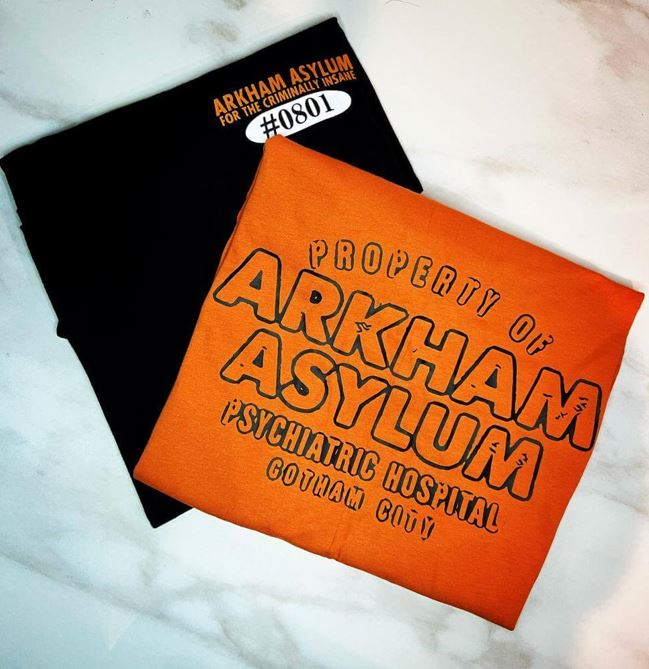 ARKHAM ASYLUM
FOR THE CRIMINALLY INSANE
#0801
PROPERTY OF
ARKHAM
ASYLUM
PSYCHIATRIC HOSPITAL
GOTHAM CITY